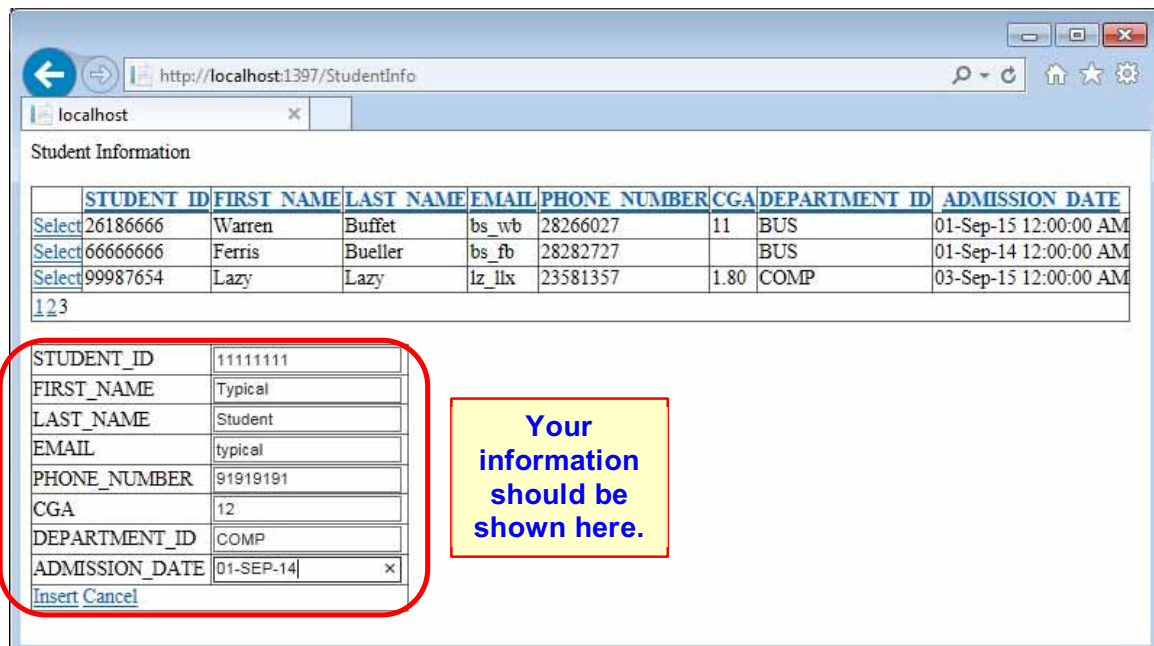 http://localhost:1397/StudentInfo
localhost
Student Information
STUDENT_ID FIRST_NAME LAST_NAME EMAIL PHONE_NUMBER CGA DEPARTMENT_ID ADMISSION_DATE
Select 26186666 Warren Buffet bs_wb 28266027 11 BUS 01-Sep-15 12:00:00 AM
Select 66666666 Ferris Bueller bs_fb 28282727 BUS 01-Sep-14 12:00:00 AM
Select 99987654 Lazy Lazy lz_llx 23581357 1.80 COMP 03-Sep-15 12:00:00 AM
123
STUDENT_ID 11111111
FIRST_NAME Typical
LAST_NAME Student
EMAIL typical
PHONE_NUMBER 91919191
CGA 12
DEPARTMENT_ID COMP
ADMISSION_DATE 01-SEP-14
Insert Cancel
Your
information
should be
shown here.